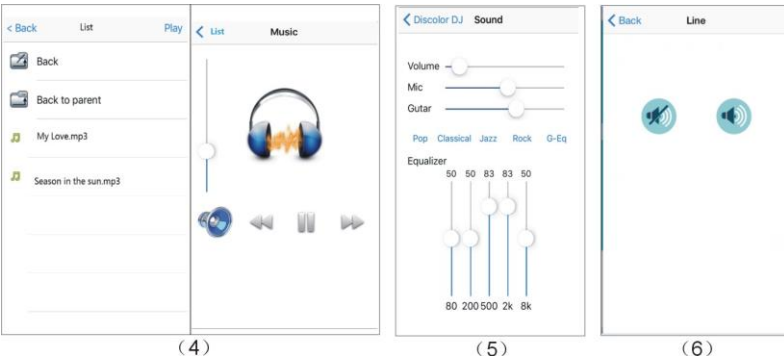 < Back List Play
Back
Back to parent
My Love.mp3
Season in the sun.mp3
List Music
(4)
Discolor DJ Sound
Volume
Mic
Gutar
Pop Classical Jazz Rock G-Eq
Equalizer
50 50 83 83 50
80 200 500 2k 8k
(5)
Back Line
(6)